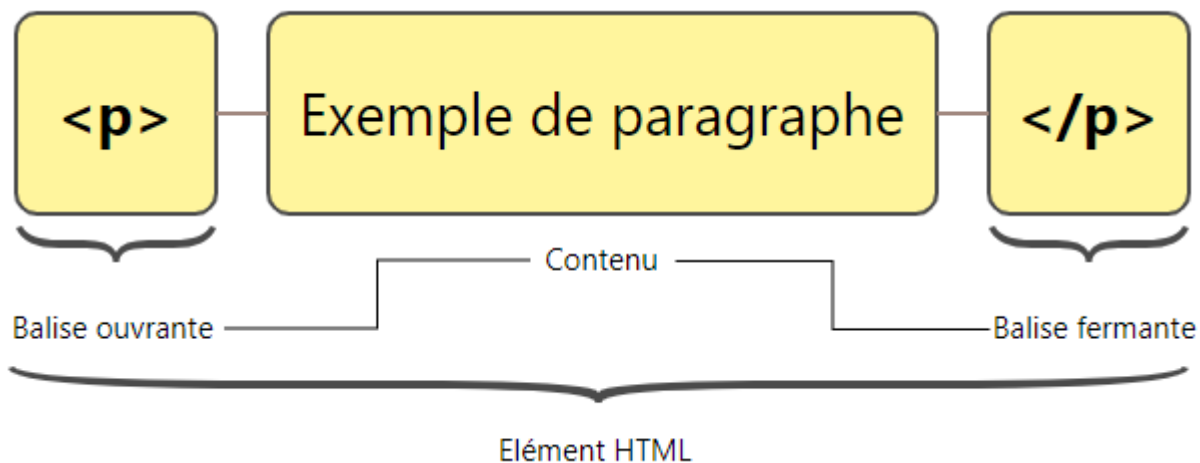 <p> Exemple de paragraphe </p>
Contenu
Balise ouvrante Balise fermante
Elément HTML